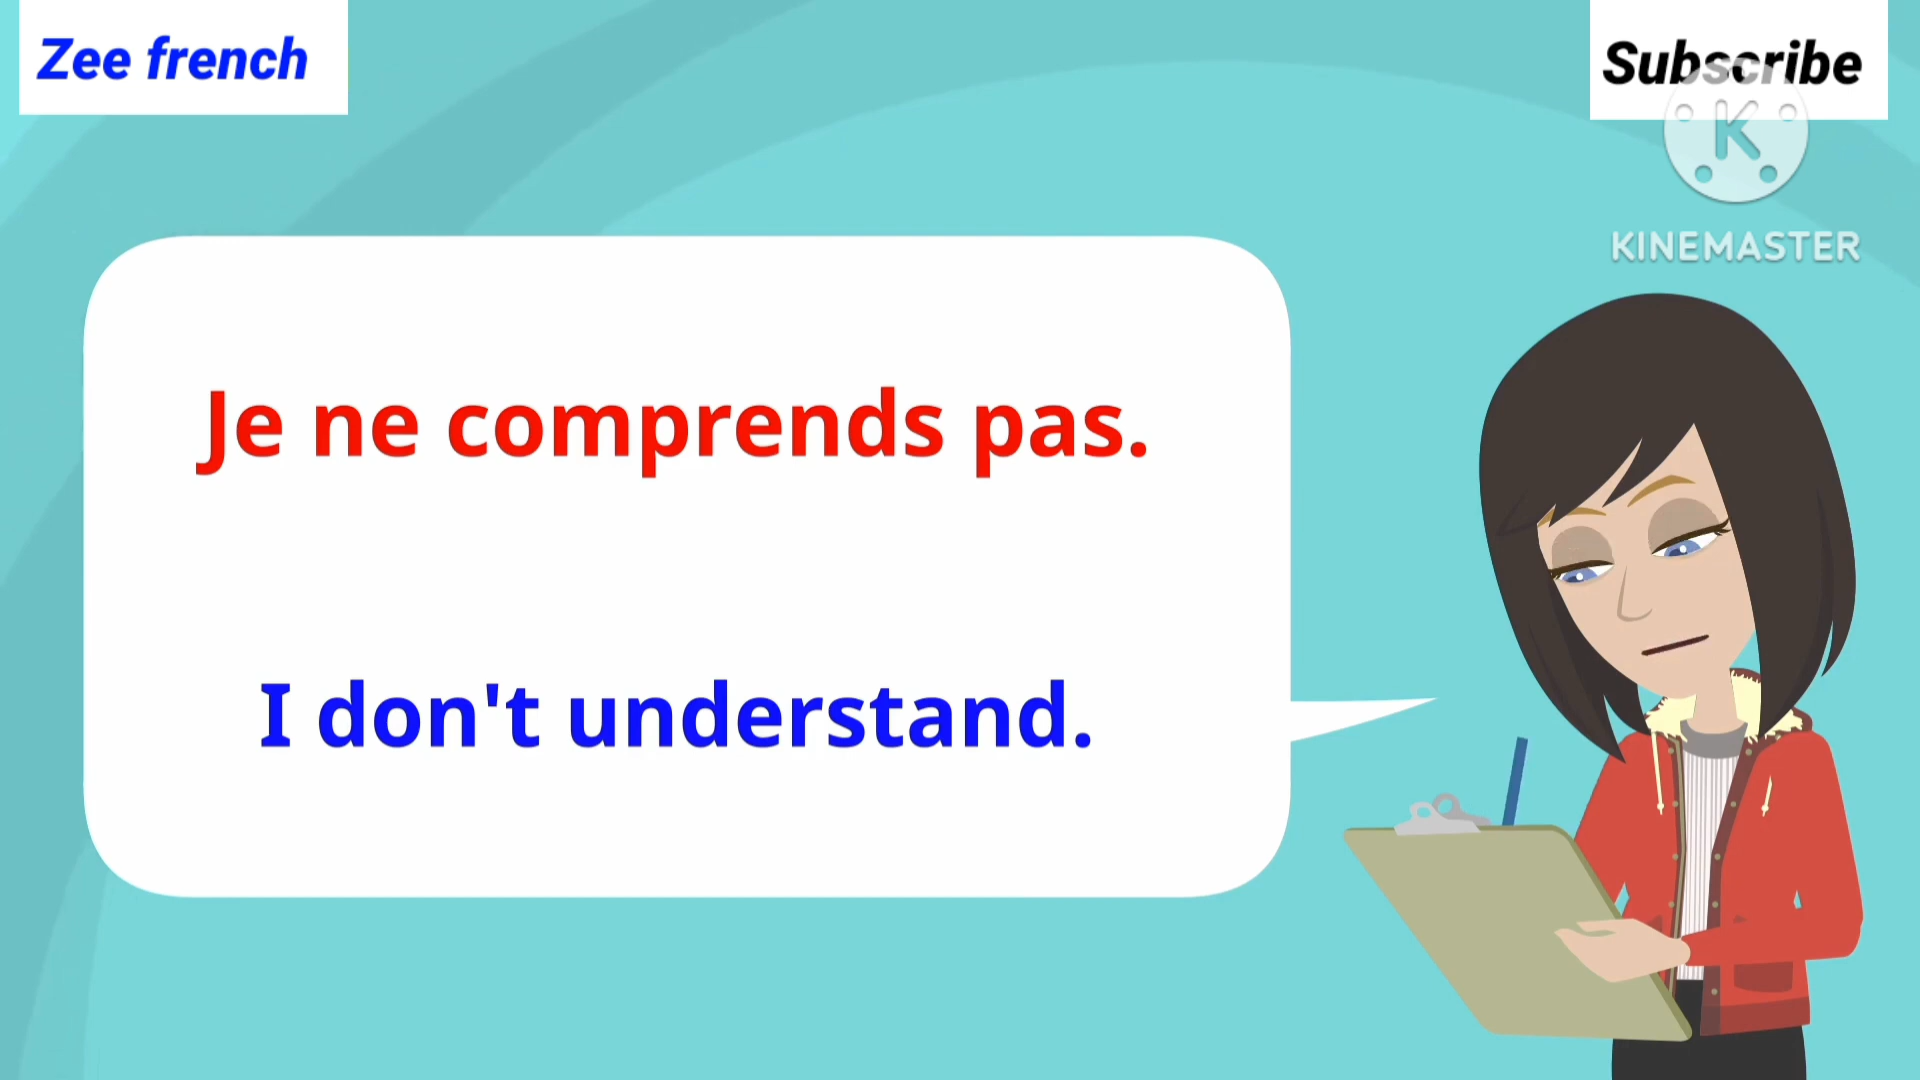 Zee french
Subscribe
K
KINEMASTER
Je ne comprends pas.
I don't understand.